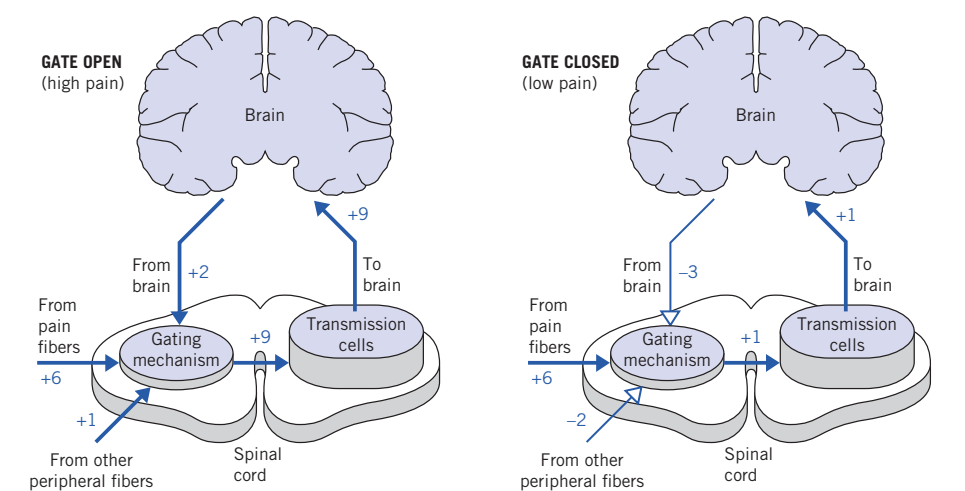 GATE OPEN
(high pain)
Brain
+9
From
brain
+2
To
brain
From
pain
fibers
+6
Gating
mechanism
+9
Transmission
cells
+1
From other
peripheral fibers
Spinal
cord
GATE CLOSED
(low pain)
Brain
+1
From
brain
–3
To
brain
From
pain
fibers
+6
Gating
mechanism
+1
Transmission
cells
–2
From other
peripheral fibers
Spinal
cord